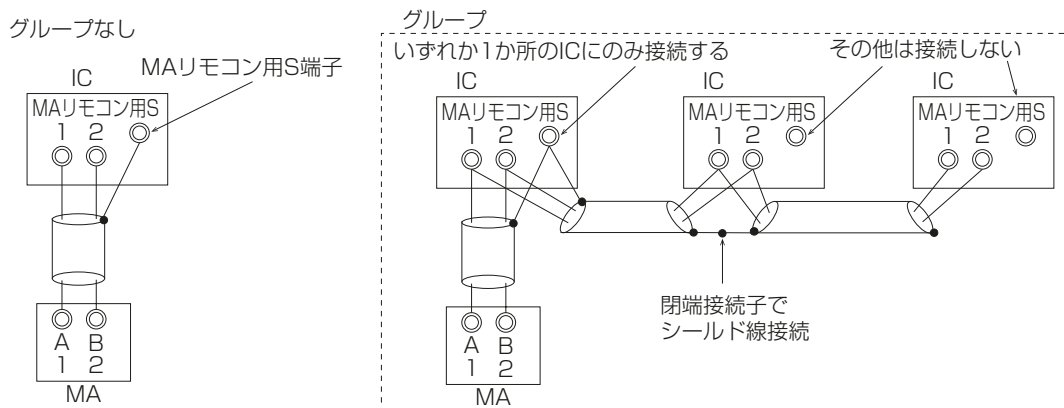 グループなし
IC
MAリモコン用S端子
MAリモコン用S
1 2
A B
1 2
MA
グループ
いずれか1か所のICにのみ接続する
その他は接続しない
IC
MAリモコン用S
1 2
IC
MAリモコン用S
1 2
IC
MAリモコン用S
1 2
閉端接続子で
シールド線接続
A B
1 2
MA